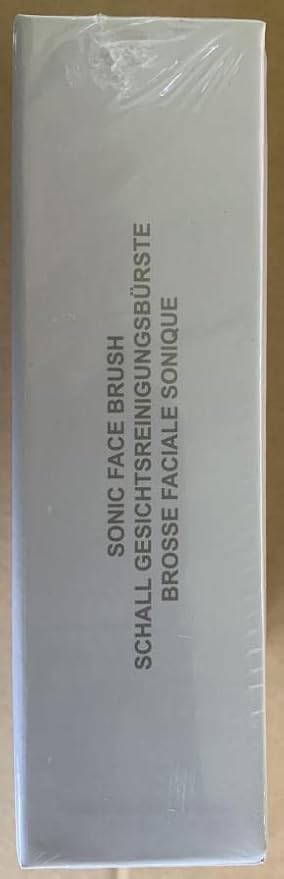 SONIC FACE BRUSH
SCHALL GESICHTSREINIGUNGSBÜRSTE
BROSSE FACIALE SONIQUE